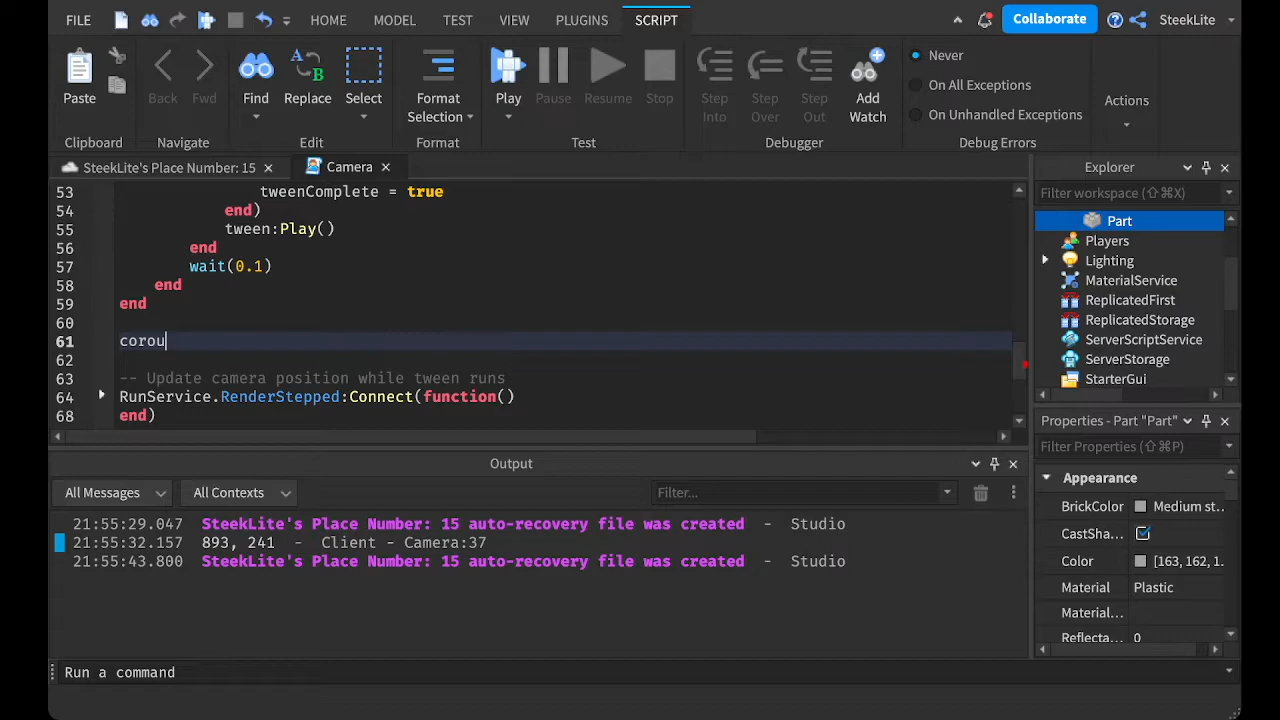 FILE HOME MODEL TEST VIEW PLUGINS SCRIPT Collaborate SteekLite
Paste Back Fwd Find Replace Select Format Selection Play Pause Resume Stop Step Into Step Over Step Out Add Watch
Never
On All Exceptions
On Unhandled Exceptions
Actions
Clipboard Navigate Edit Format Test Debugger Debug Errors
SteekLite's Place Number: 15 Camera
53 tweenComplete = true
54 end)
55 tween:Play()
56 end
57 wait(0.1)
58 end
59 end
60
61 corou
62
63 -- Update camera position while tween runs
64 RunService.RenderStepped:Connect(function()
68 end)
Output
All Messages All Contexts Filter...
21:55:29.047 SteekLite's Place Number: 15 auto-recovery file was created - Studio
21:55:32.157 893, 241 - Client - Camera:37
21:55:43.800 SteekLite's Place Number: 15 auto-recovery file was created - Studio
Run a command
Explorer
Filter workspace (⇧⌘X)
Part
Players
Lighting
MaterialService
ReplicatedFirst
ReplicatedStorage
ServerScriptService
ServerStorage
StarterGui
Properties - Part "Part"
Filter Properties (⇧⌘P)
Appearance
BrickColor Medium st...
CastSha...
Color [163, 162, 1...
Material Plastic
Material...
Reflecta... 0